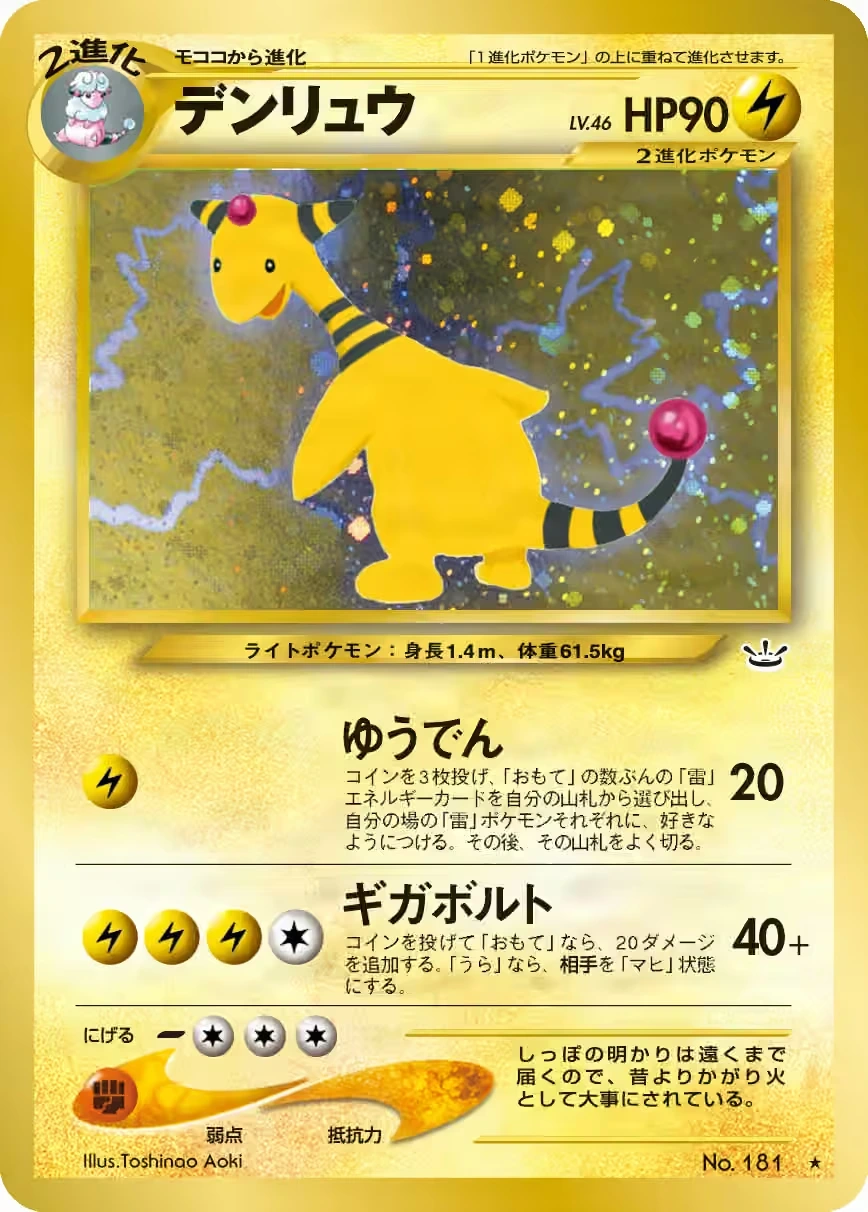 2進化
モココから進化
「1進化ポケモン」の上に重ねて進化させます。
デンリュウ
LV.46 HP90
2進化ポケモン
ライトポケモン：身長1.4m、体重61.5kg
ゆうでん
コインを3枚投げ、「おもて」の数ぶんの「雷」
エネルギーカードを自分の山札から選び出し、
自分の場の「雷」ポケモンそれぞれに、好きな
ようにつける。その後、その山札をよく切る。
20
ギガボルト
コインを投げて「おもて」なら、20ダメージ
を追加する。「うら」なら、相手を「マヒ」状態
にする。
40+
にげる
弱点
抵抗力
しっぽの明かりは遠くまで
届くので、昔よりかがり火
として大事にされている。
Illus.Toshinao Aoki
No. 181 ★